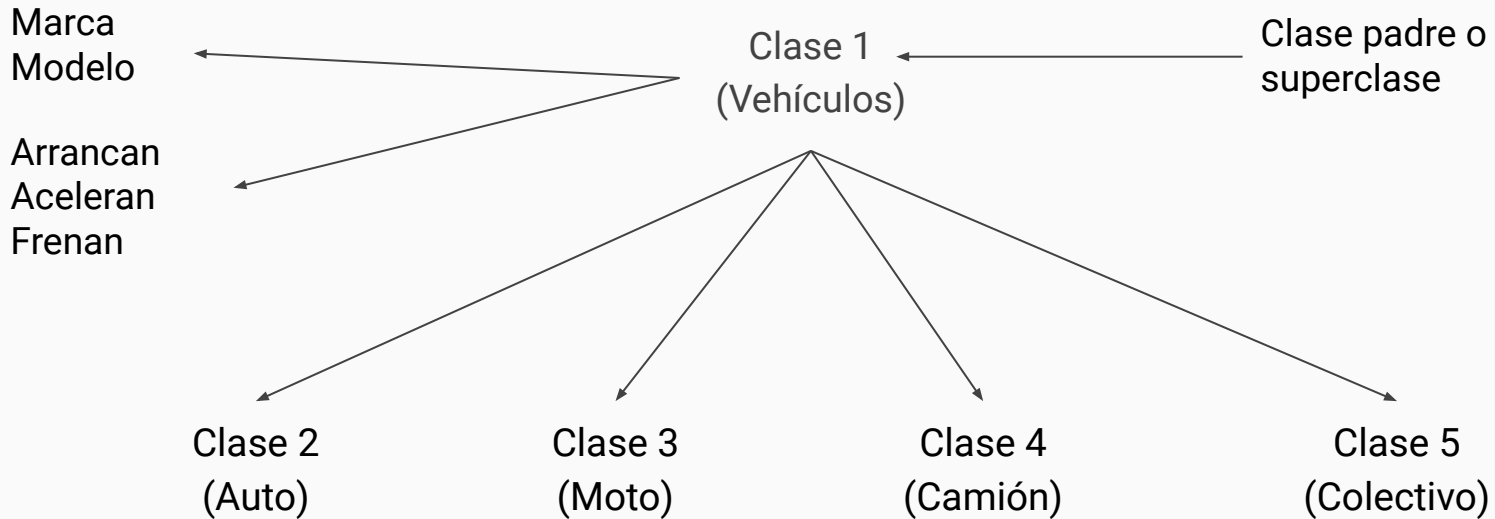 Marca
Modelo
Arrancan
Aceleran
Frenan
Clase 1
(Vehículos)
Clase padre o
superclase
Clase 2
(Auto)
Clase 3
(Moto)
Clase 4
(Camión)
Clase 5
(Colectivo)